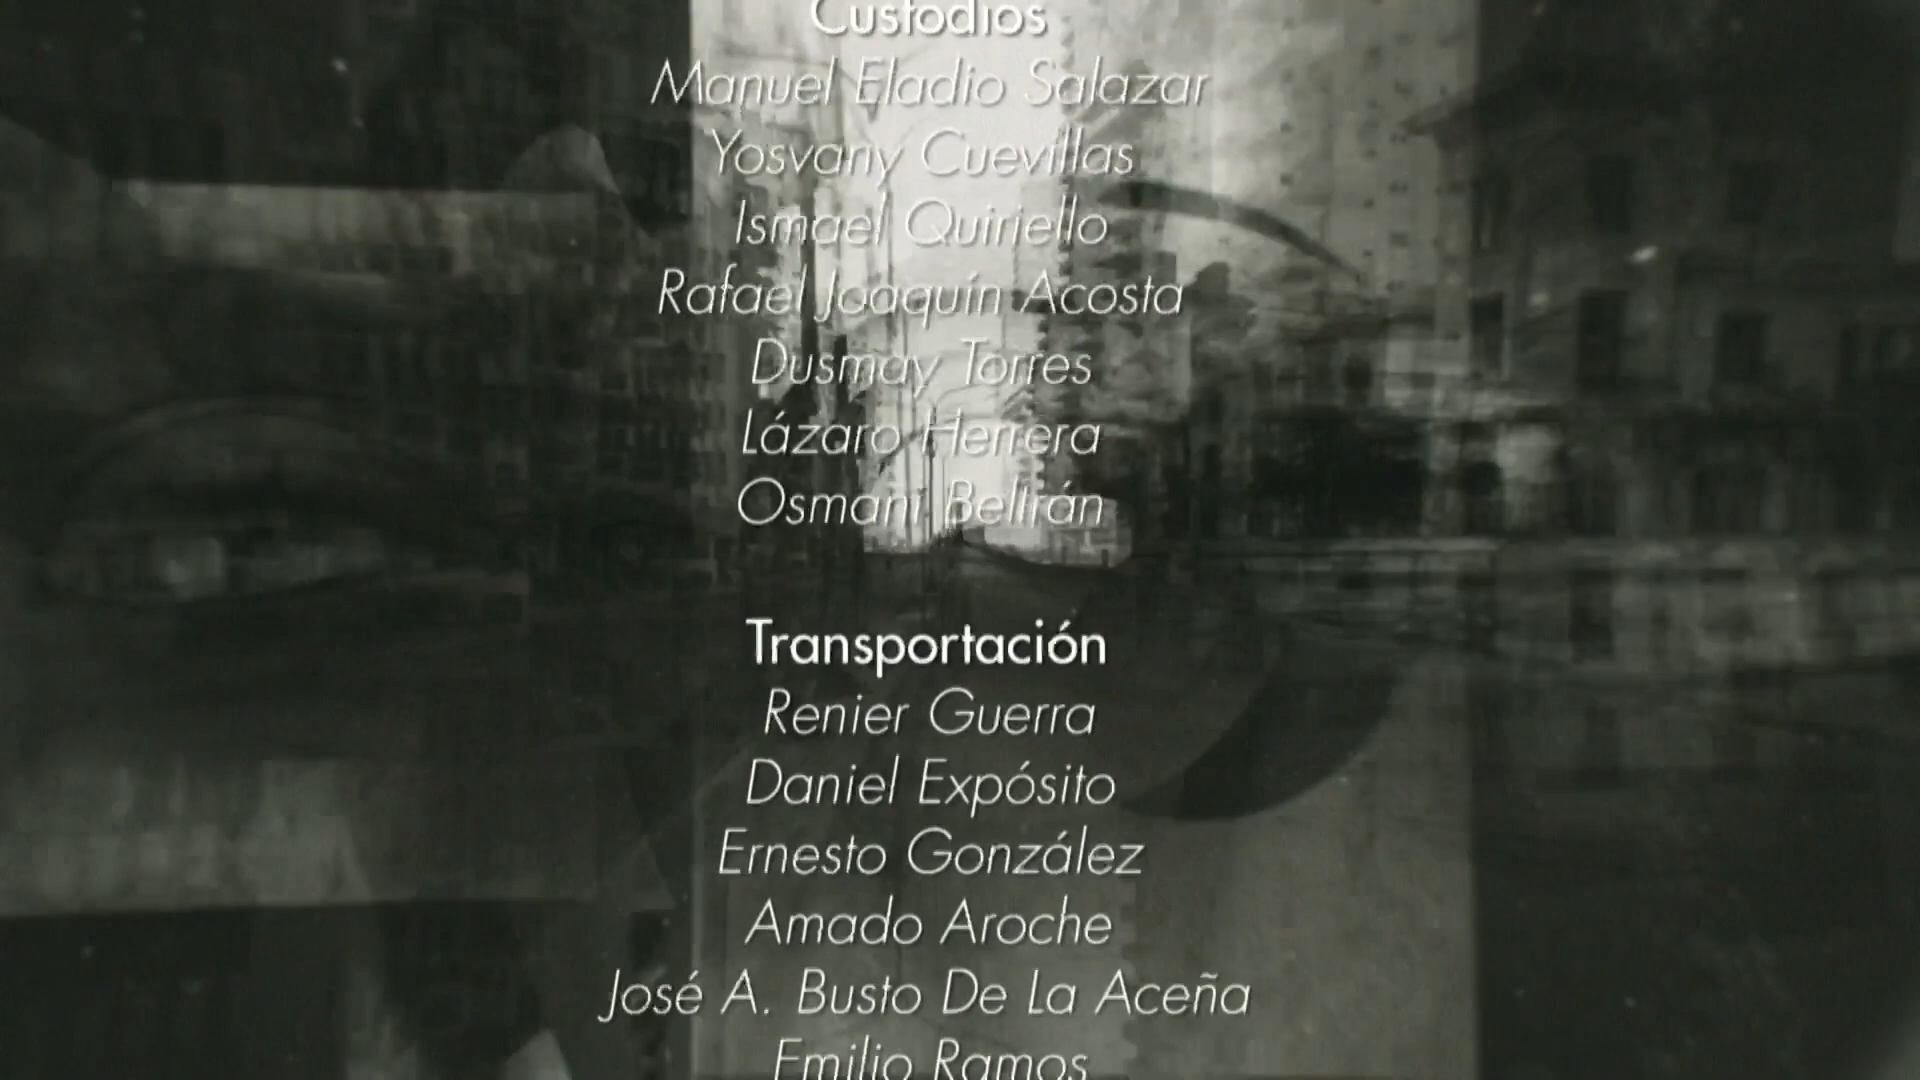 Custodios
Manuel Eladio Salazar
Yosvany Cuevillas
Ismael Quiriello
Rafael Joaquín Acosta
Dusmay Torres
Lázaro Herrera
Osmani Beltrán
Transportación
Renier Guerra
Daniel Expósito
Ernesto González
Amado Aroche
José A. Busto De La Aceña
Emilio Ramos